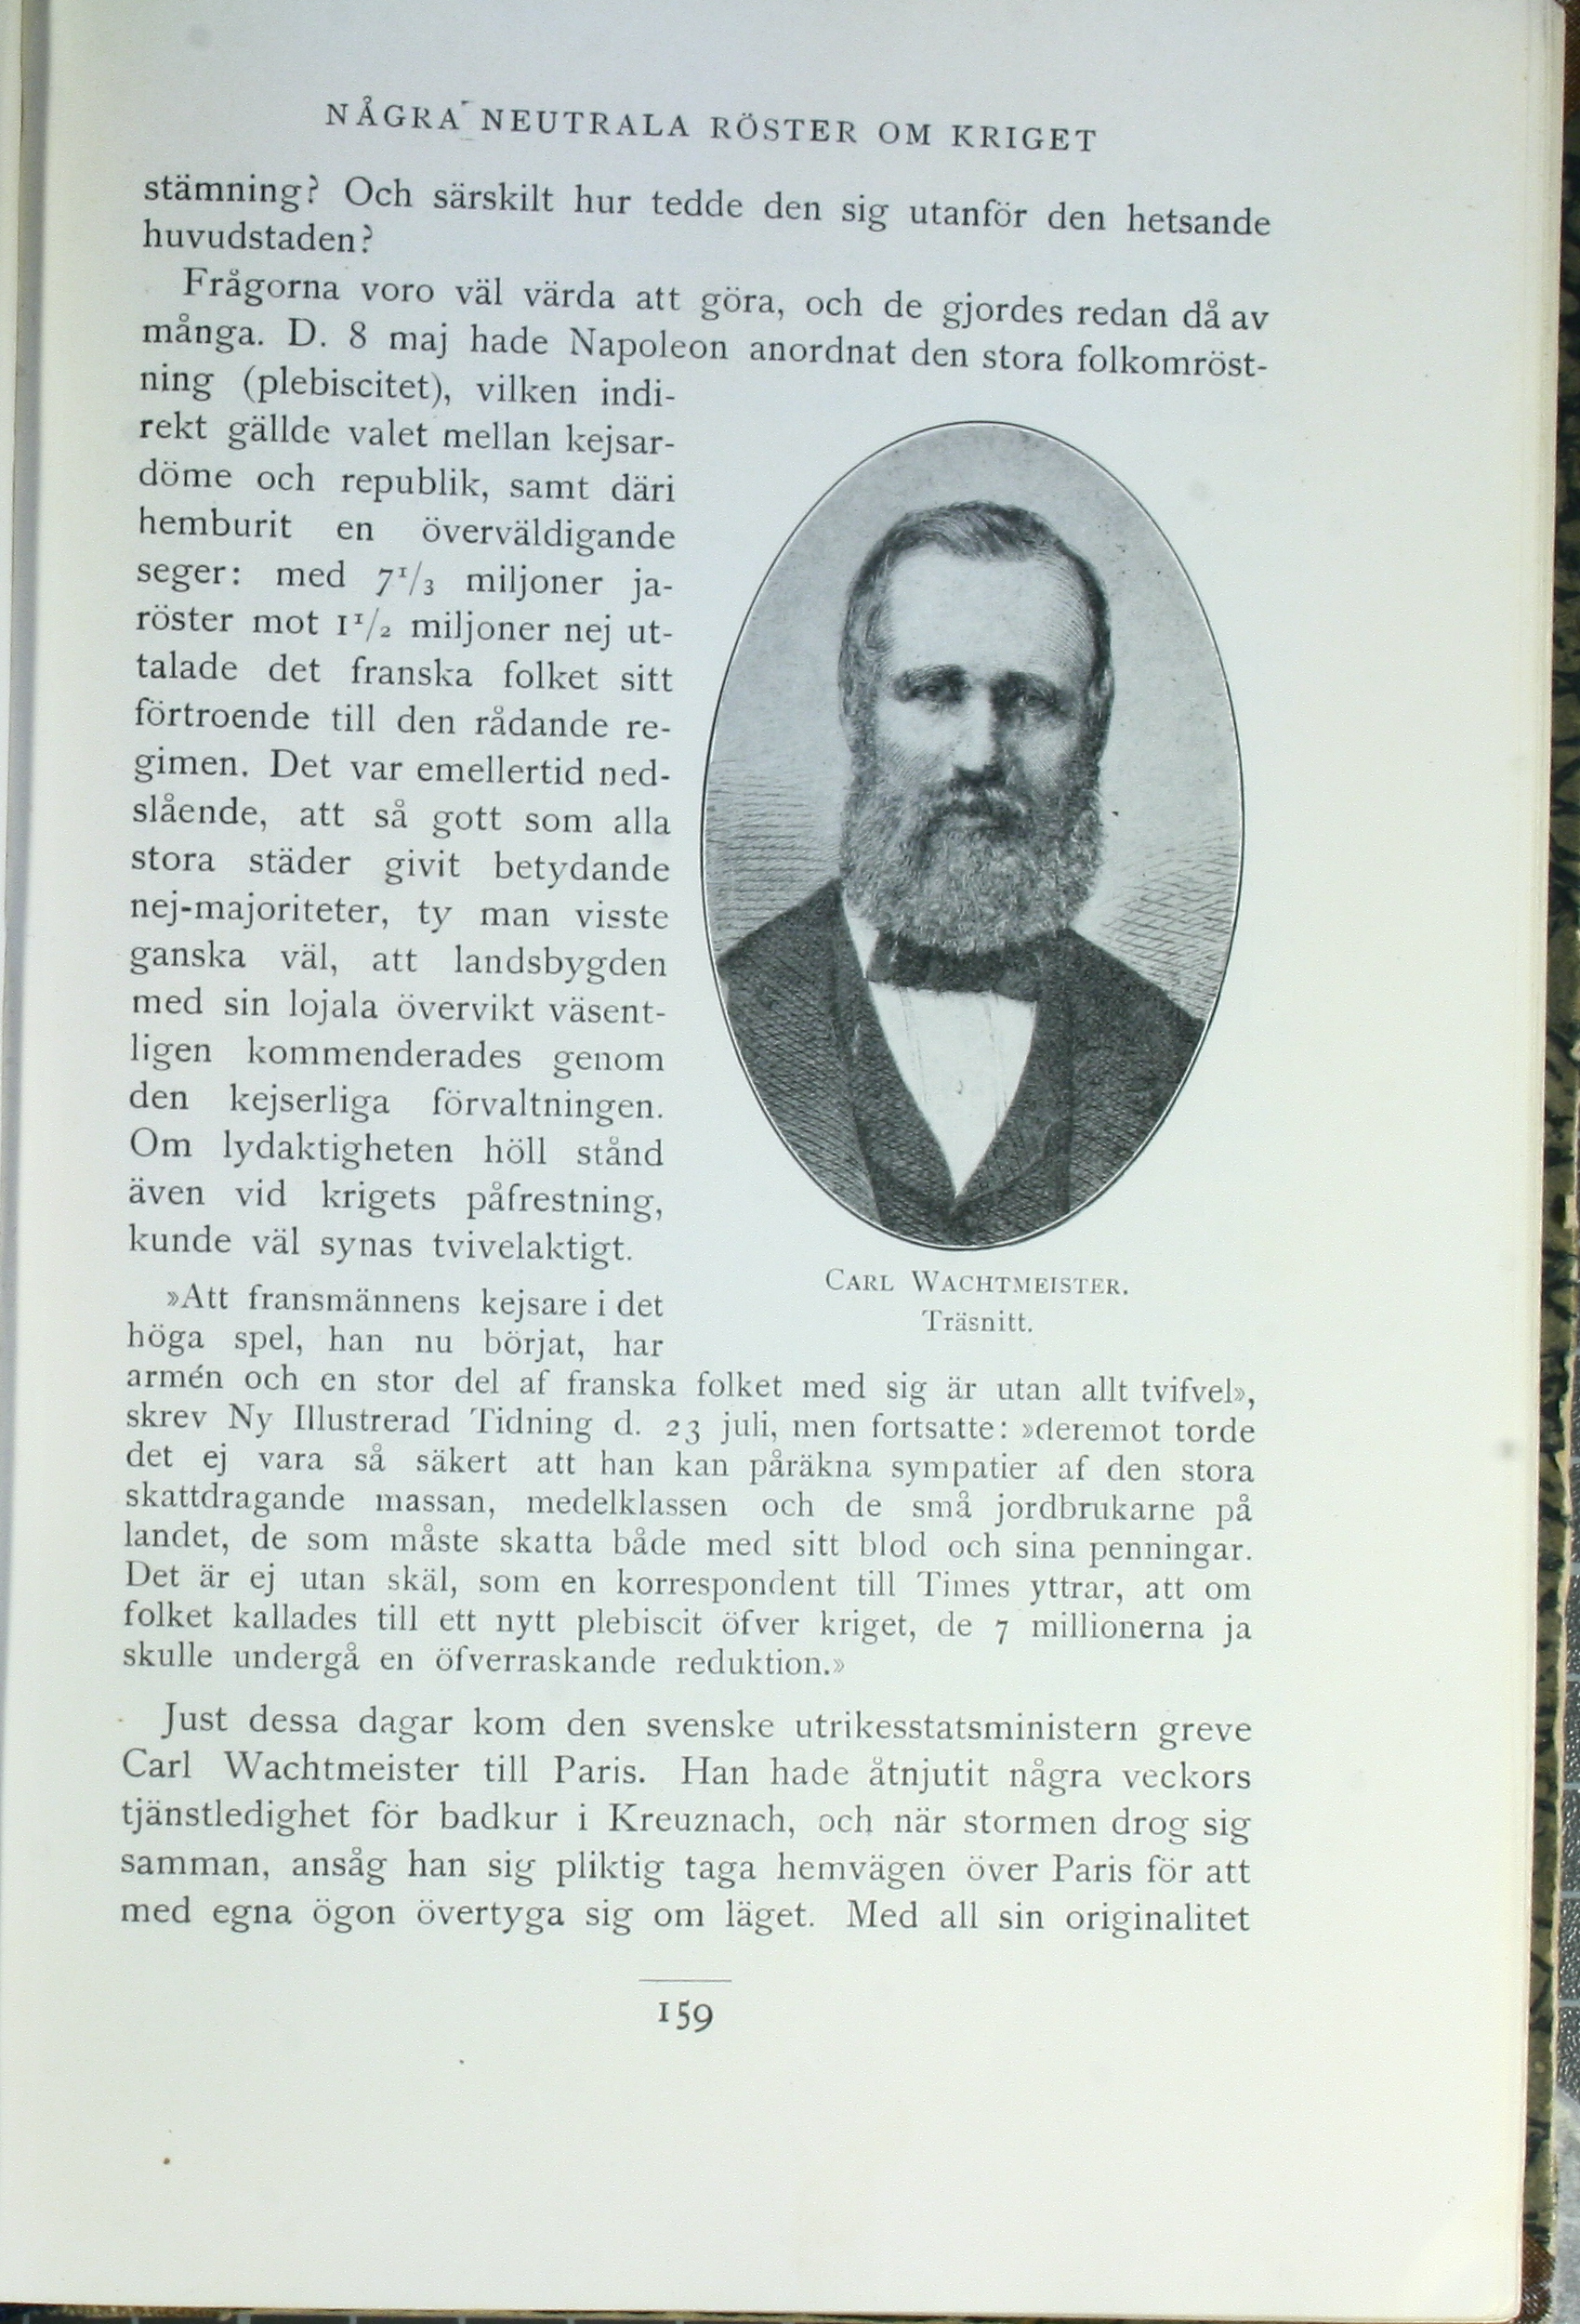 NÅGRA NEUTRALA RÖSTER OM KRIGET
stämning? Och särskilt hur tedde den sig utanför den hetsande
huvudstaden?
Frågorna voro väl värda att göra, och de gjordes redan då av
många. D. 8 maj hade Napoleon anordnat den stora folkomröst-
ning (plebiscitet), vilken indi-
rekt gällde valet mellan kejsar-
döme och republik, samt däri
hemburit en överväldigande
seger: med 7 1/3 miljoner ja-
röster mot 1 1/2 miljoner nej ut-
talade det franska folket sitt
förtroende till den rådande re-
gimen. Det var emellertid ned-
slående, att så gott som alla
stora städer givit betydande
nej-majoriteter, ty man visste
ganska väl, att landsbygden
med sin lojala övervikt väsent-
ligen kommenderades genom
den kejserliga förvaltningen.
Om lydaktigheten höll stånd
även vid krigets påfrestning,
kunde väl synas tvivelaktigt.
CARL WACHTMEISTER.
Träsnitt.
»Att fransmännens kejsare i det
höga spel, han nu börjat, har
armén och en stor del af franska folket med sig är utan allt tvifvel»,
skrev Ny Illustrerad Tidning d. 23 juli, men fortsatte: »deremot torde
det ej vara så säkert att han kan påräkna sympatier af den stora
skattdragande massan, medelklassen och de små jordbrukarne på
landet, de som måste skatta både med sitt blod och sina penningar.
Det är ej utan skäl, som en korrespondent till Times yttrar, att om
folket kallades till ett nytt plebiscit öfver kriget, de 7 millionerna ja
skulle undergå en öfverraskande reduktion.»
Just dessa dagar kom den svenske utrikesstatsministern greve
Carl Wachtmeister till Paris. Han hade åtnjutit några veckors
tjänstledighet för badkur i Kreuznach, och när stormen drog sig
samman, ansåg han sig pliktig taga hemvägen över Paris för att
med egna ögon övertyga sig om läget. Med all sin originalitet
159